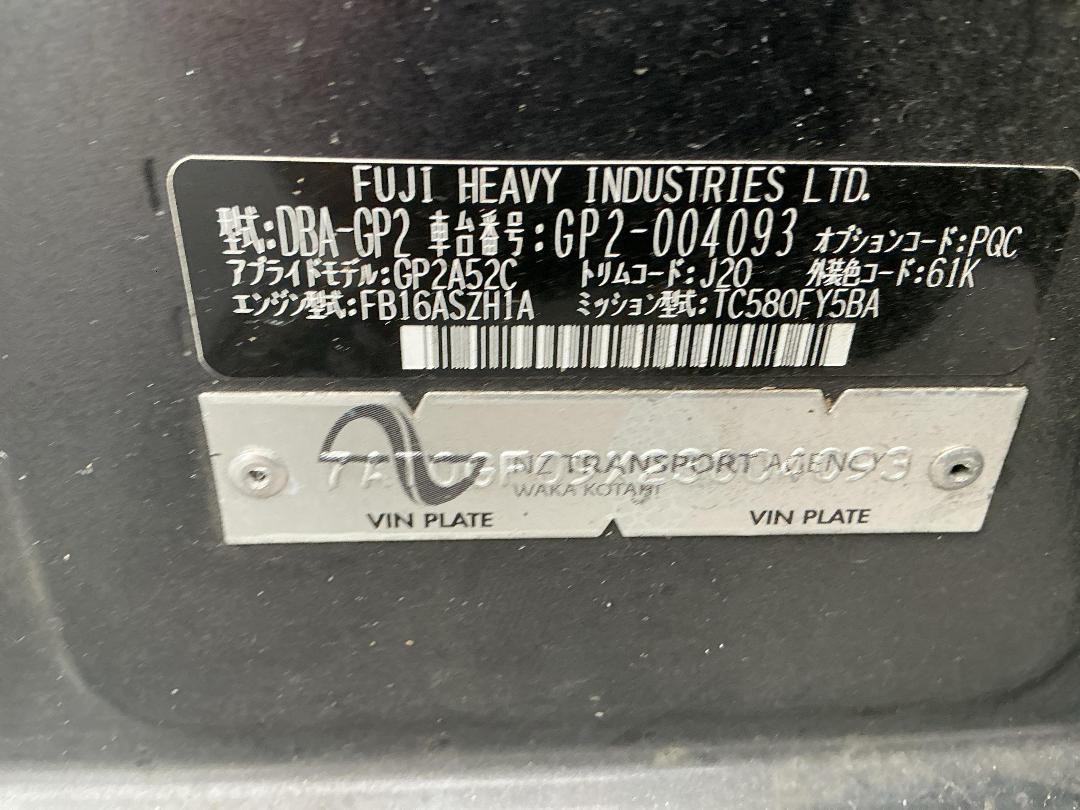 FUJI HEAVY INDUSTRIES LTD.
型式:DBA-GP2 車台番号:GP2-004093 オプションコード:PQC
アプライドモデル:GP2A52C トリムコード:J20 外装色コード:61K
エンジン型式:FB16ASZH1A ミッション型式:TC580FY5BA
NZ TRANSPORT AGENCY
WAKA KOTAHI
VIN PLATE VIN PLATE